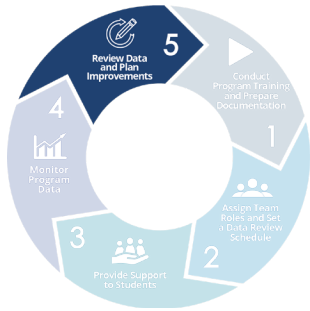 5
Review Data
and Plan
Improvements
Conduct
Program Training
and Prepare
Documentation
1
Assign Team
Roles and Set
a Data Review
Schedule
2
3
Provide Support
to Students
4
Monitor
Program
Data